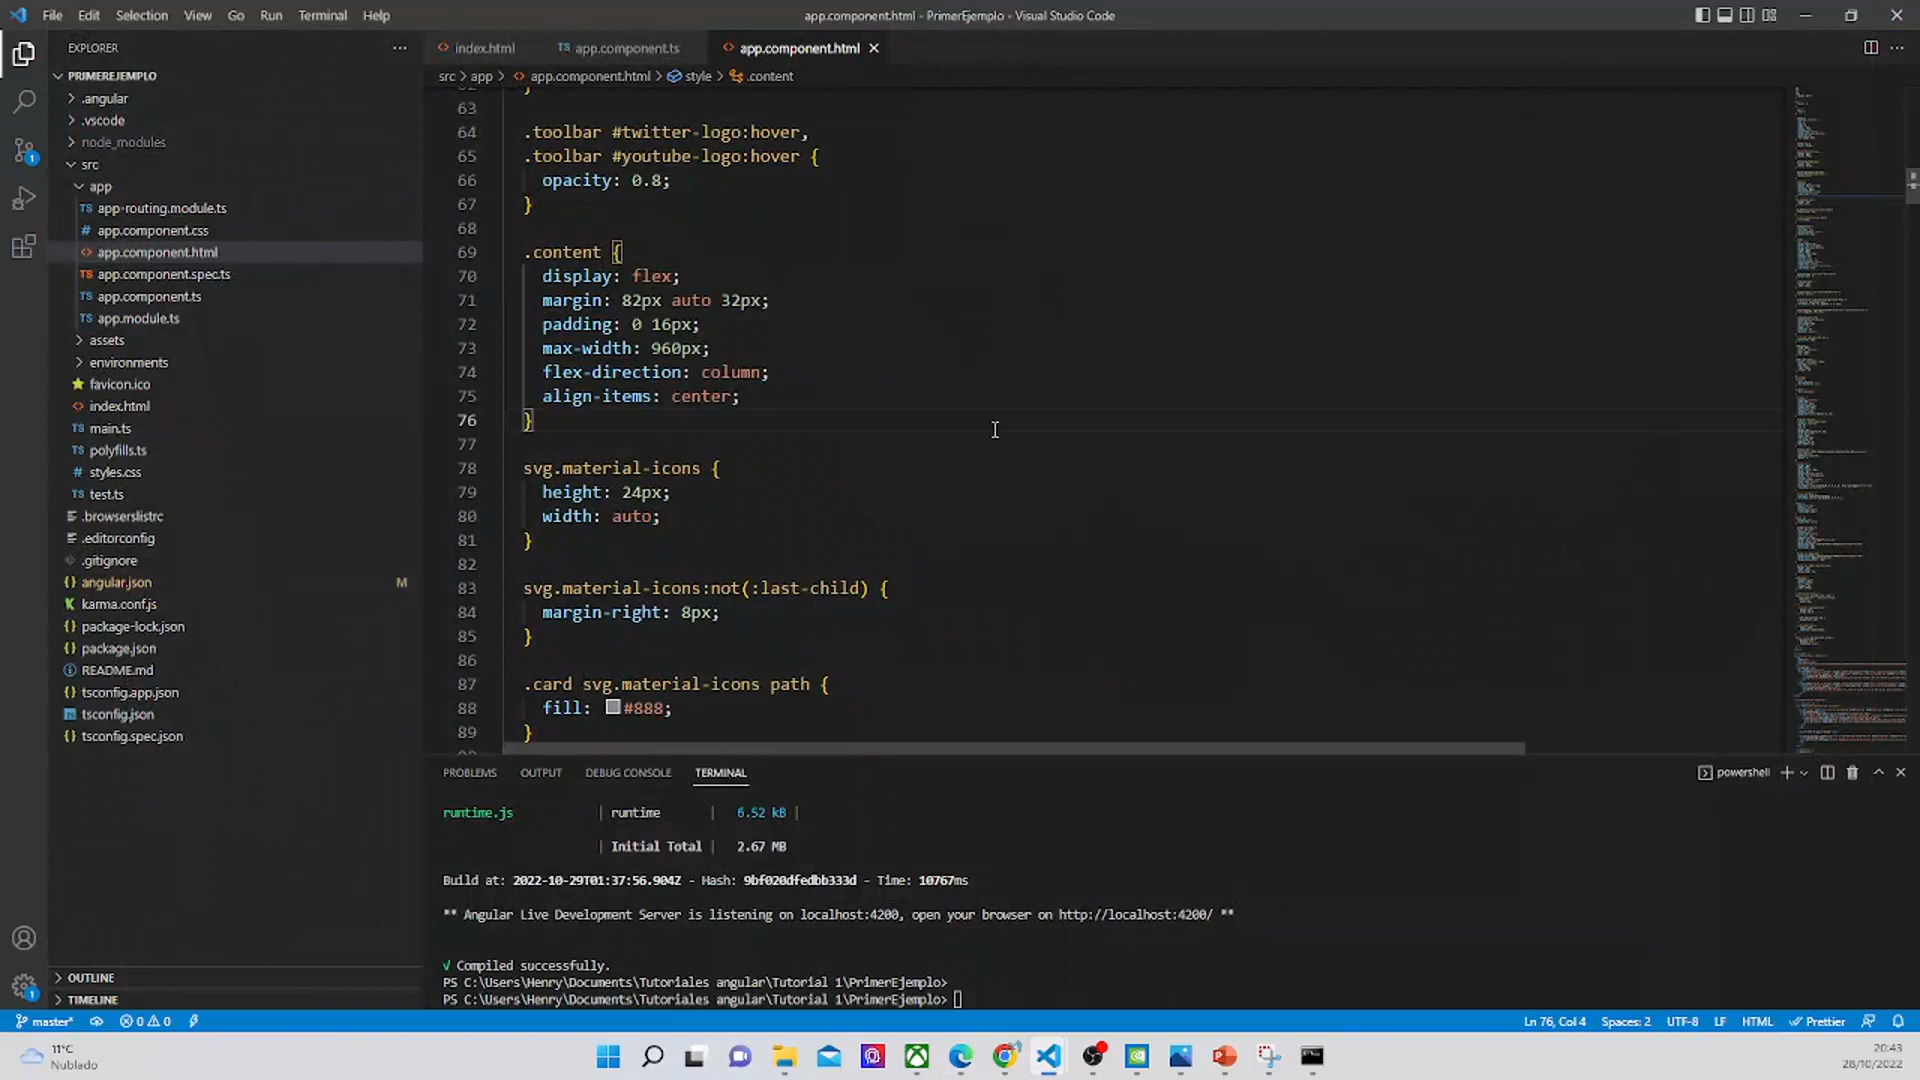 File Edit Selection View Go Run Terminal Help
app.component.html - PrimerEjemplo - Visual Studio Code
EXPLORER
PRIMEREJEMPLO
.angular
.vscode
node_modules
src
app
TS app-routing.module.ts
# app.component.css
<> app.component.html
TS app.component.spec.ts
TS app.component.ts
TS app.module.ts
assets
environments
favicon.ico
<> index.html
TS main.ts
TS polyfills.ts
# styles.css
TS test.ts
.browserslistrc
.editorconfig
.gitignore
{} angular.json M
karma.conf.js
{} package-lock.json
{} package.json
README.md
{} tsconfig.app.json
tsconfig.json
{} tsconfig.spec.json
OUTLINE
TIMELINE
<> index.html
TS app.component.ts
<> app.component.html
src > app > <> app.component.html > style > .content
62 }
63
64 .toolbar #twitter-logo:hover,
65 .toolbar #youtube-logo:hover {
66 opacity: 0.8;
67 }
68
69 .content {
70 display: flex;
71 margin: 82px auto 32px;
72 padding: 0 16px;
73 max-width: 960px;
74 flex-direction: column;
75 align-items: center;
76 }
77
78 svg.material-icons {
79 height: 24px;
80 width: auto;
81 }
82
83 svg.material-icons:not(:last-child) {
84 margin-right: 8px;
85 }
86
87 .card svg.material-icons path {
88 fill: #888;
89 }
PROBLEMS OUTPUT DEBUG CONSOLE TERMINAL
powershell
runtime.js | runtime | 6.52 kB |
| Initial Total | 2.67 MB
Build at: 2022-10-29T01:37:56.904Z - Hash: 9bf020dfedbb333d - Time: 10767ms
** Angular Live Development Server is listening on localhost:4200, open your browser on http://localhost:4200/ **
√ Compiled successfully.
PS C:\Users\Henry\Documents\Tutoriales angular\Tutorial 1\PrimerEjemplo>
PS C:\Users\Henry\Documents\Tutoriales angular\Tutorial 1\PrimerEjemplo>
master* 0 0
Ln 76, Col 4 Spaces: 2 UTF-8 LF HTML Prettier
11°C
Nublado
20:43
28/10/2022